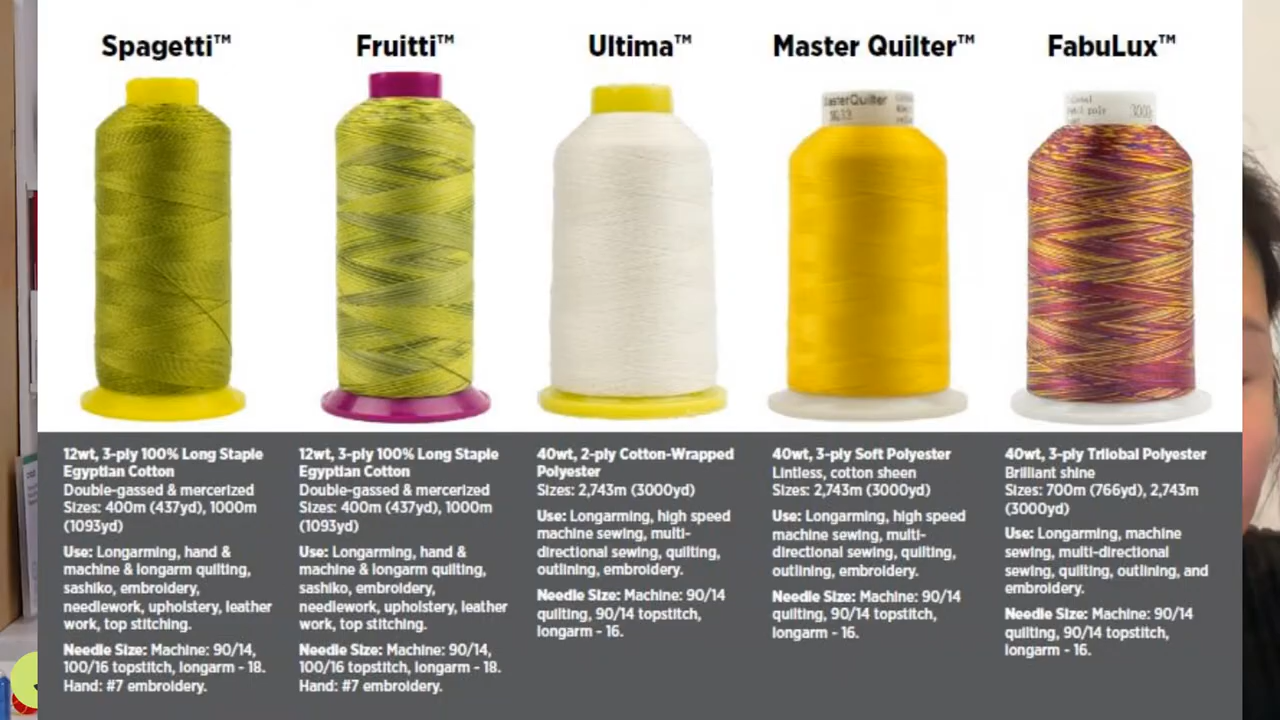 Spagetti™
Fruitti™
Ultima™
Master Quilter™
FabuLux™
3000
12wt, 3-ply 100% Long Staple
Egyptian Cotton
Double-gassed & mercerized
Sizes: 400m (437yd), 1000m
(1093yd)
Use: Longarming, hand &
machine & longarm quilting,
sashiko, embroidery,
needlework, upholstery, leather
work, top stitching.
Needle Size: Machine: 90/14,
100/16 topstitch, longarm - 18.
Hand: #7 embroidery.
12wt, 3-ply 100% Long Staple
Egyptian Cotton
Double-gassed & mercerized
Sizes: 400m (437yd), 1000m
(1093yd)
Use: Longarming, hand &
machine & longarm quilting,
sashiko, embroidery,
needlework, upholstery, leather
work, top stitching.
Needle Size: Machine: 90/14,
100/16 topstitch, longarm - 18.
Hand: #7 embroidery.
40wt, 2-ply Cotton-Wrapped
Polyester
Sizes: 2,743m (3000yd)
Use: Longarming, high speed
machine sewing, multi-
directional sewing, quilting,
outlining, embroidery.
Needle Size: Machine: 90/14
quilting, 90/14 topstitch,
longarm - 16.
40wt, 3-ply Soft Polyester
Lintless, cotton sheen
Sizes: 2,743m (3000yd)
Use: Longarming, high speed
machine sewing, multi-
directional sewing, quilting,
outlining, embroidery.
Needle Size: Machine: 90/14
quilting, 90/14 topstitch,
longarm - 16.
40wt, 3-ply Trilobal Polyester
Brilliant shine
Sizes: 700m (766yd), 2,743m
(3000yd)
Use: Longarming, machine
sewing, multi-directional
sewing, quilting, outlining, and
embroidery.
Needle Size: Machine: 90/14
quilting, 90/14 topstitch,
longarm - 16.